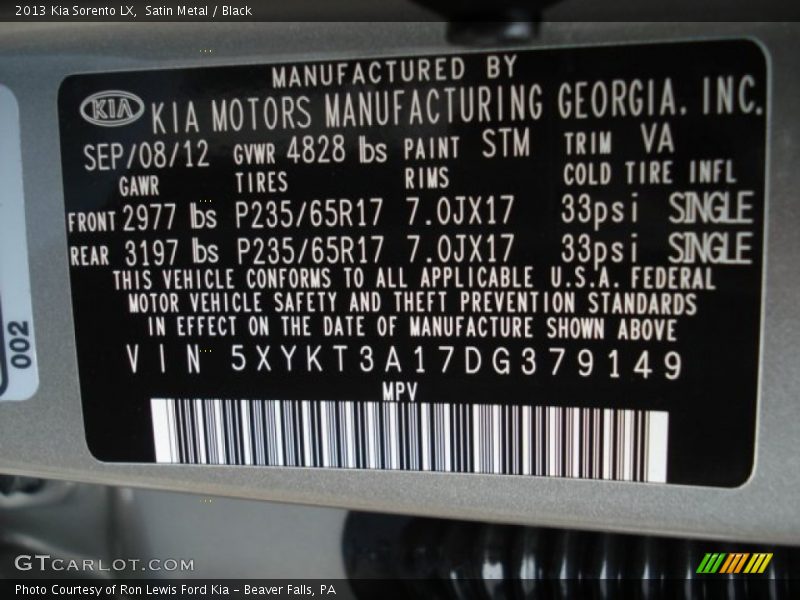 2013 Kia Sorento LX, Satin Metal / Black
MANUFACTURED BY
KIA KIA MOTORS MANUFACTURING GEORGIA. INC.
SEP/08/12 GVWR 4828 lbs PAINT STM TRIM VA
GAWR TIRES RIMS COLD TIRE INFL
FRONT 2977 lbs P235/65R17 7.0JX17 33psi SINGLE
REAR 3197 lbs P235/65R17 7.0JX17 33psi SINGLE
THIS VEHICLE CONFORMS TO ALL APPLICABLE U.S.A. FEDERAL
MOTOR VEHICLE SAFETY AND THEFT PREVENTION STANDARDS
IN EFFECT ON THE DATE OF MANUFACTURE SHOWN ABOVE
VIN 5XYKT3A17DG379149
MPV
002
GTCARLOT.COM
Photo Courtesy of Ron Lewis Ford Kia - Beaver Falls, PA